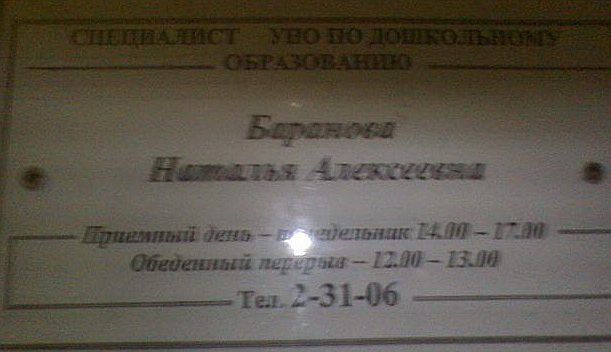 СПЕЦИАЛИСТ УНО ПО ДОШКОЛЬНОМУ
ОБРАЗОВАНИЮ
Баранова
Наталья Алексеевна
Приемный день – понедельник 14.00 – 17.00
Обеденный перерыв – 12.00 – 13.00
Тел. 2-31-06